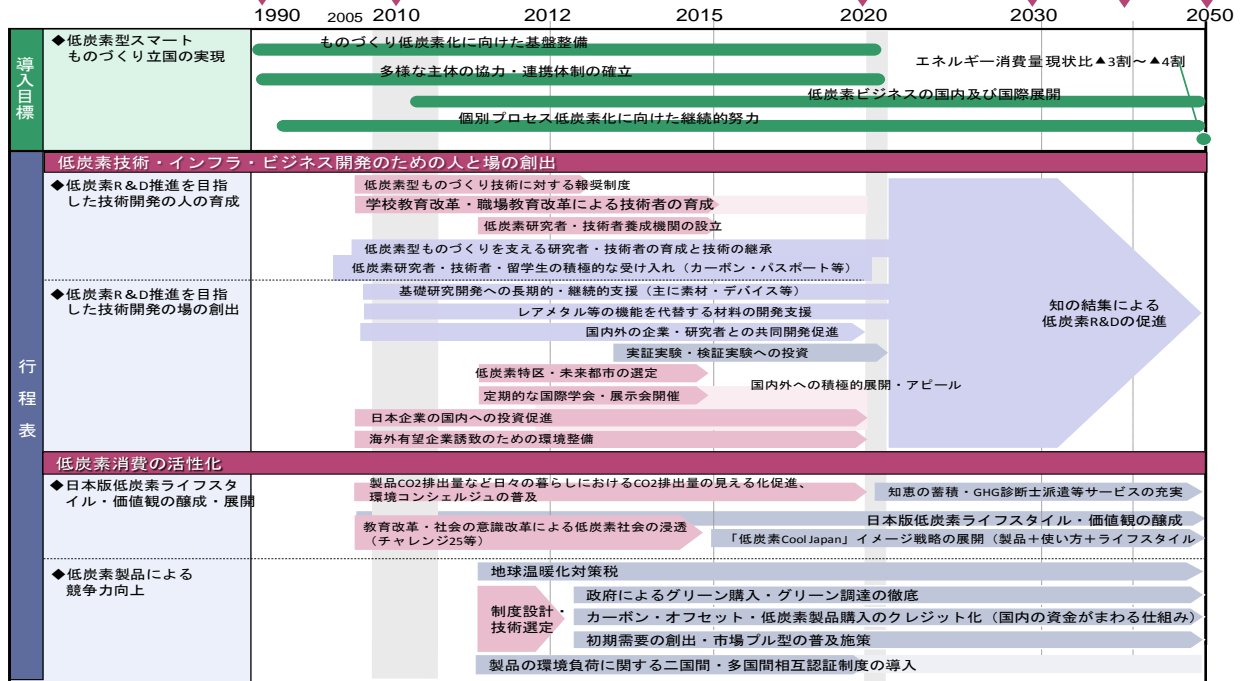 1990 2005 2010 2012 2015 2020 2030 2050
導入目標
◆低炭素型スマート
ものづくり立国の実現
ものづくり低炭素化に向けた基盤整備
エネルギー消費量現状比▲3割～▲4割
多様な主体の協力・連携体制の確立
低炭素ビジネスの国内及び国際展開
個別プロセス低炭素化に向けた継続的努力
行程表
低炭素技術・インフラ・ビジネス開発のための人と場の創出
◆低炭素R&D推進を目指
した技術開発の人の育成
低炭素型ものづくり技術に対する報奨制度
学校教育改革・職場教育改革による技術者の育成
低炭素研究者・技術者養成機関の設立
低炭素型ものづくりを支える研究者・技術者の育成と技術の継承
低炭素研究者・技術者・留学生の積極的な受け入れ（カーボン・パスポート等）
◆低炭素R&D推進を目指
した技術開発の場の創出
基礎研究開発への長期的・継続的支援（主に素材・デバイス等）
レアメタル等の機能を代替する材料の開発支援
国内外の企業・研究者との共同開発促進
実証実験・検証実験への投資
低炭素特区・未来都市の選定
国内外への積極的展開・アピール
定期的な国際学会・展示会開催
日本企業の国内への投資促進
海外有望企業誘致のための環境整備
知の結集による
低炭素R&Dの促進
低炭素消費の活性化
◆日本版低炭素ライフスタ
イル・価値観の醸成・展開
製品CO2排出量など日々の暮らしにおけるCO2排出量の見える化促進、
環境コンシェルジュの普及
知恵の蓄積・GHG診断士派遣等サービスの充実
教育改革・社会の意識改革による低炭素社会の浸透
（チャレンジ25等）
日本版低炭素ライフスタイル・価値観の醸成
「低炭素Cool Japan」イメージ戦略の展開（製品＋使い方＋ライフスタイル
◆低炭素製品による
競争力向上
地球温暖化対策税
制度設計・
技術選定
政府によるグリーン購入・グリーン調達の徹底
カーボン・オフセット・低炭素製品購入のクレジット化（国内の資金がまわる仕組み）
初期需要の創出・市場プル型の普及施策
製品の環境負荷に関する二国間・多国間相互認証制度の導入